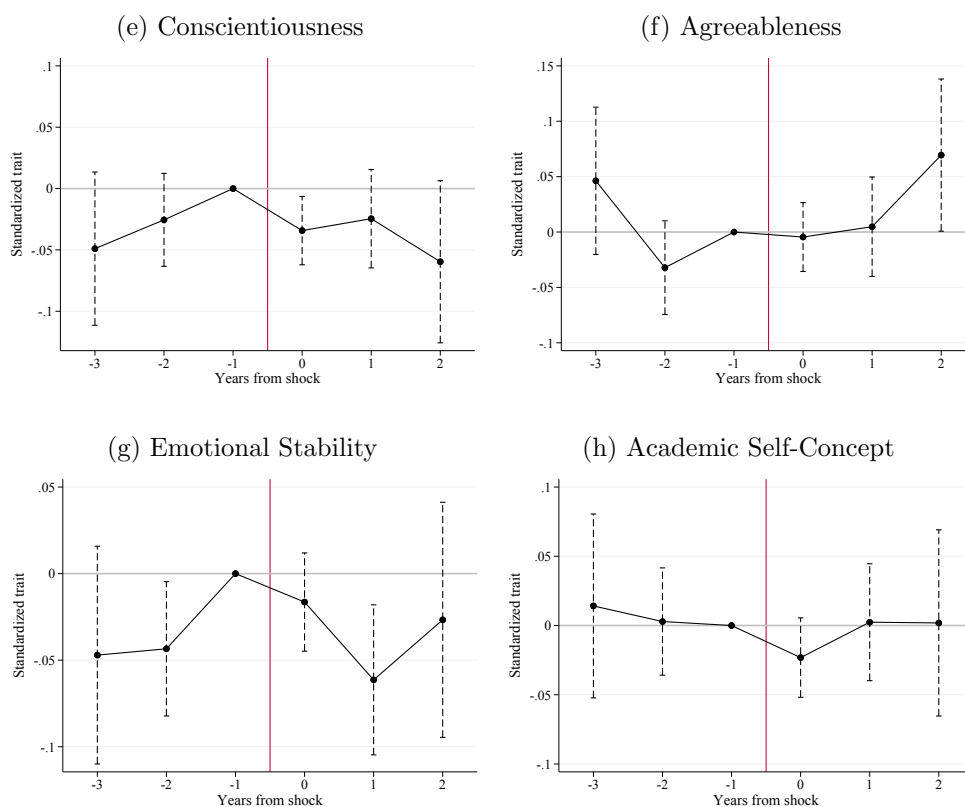 (e) Conscientiousness
.1
.05
0
-.05
-.1
Standardized trait
-3 -2 -1 0 1 2
Years from shock
(f) Agreeableness
.15
.1
.05
0
-.05
-.1
Standardized trait
-3 -2 -1 0 1 2
Years from shock
(g) Emotional Stability
.05
0
-.05
-.1
Standardized trait
-3 -2 -1 0 1 2
Years from shock
(h) Academic Self-Concept
.1
.05
0
-.05
-.1
Standardized trait
-3 -2 -1 0 1 2
Years from shock